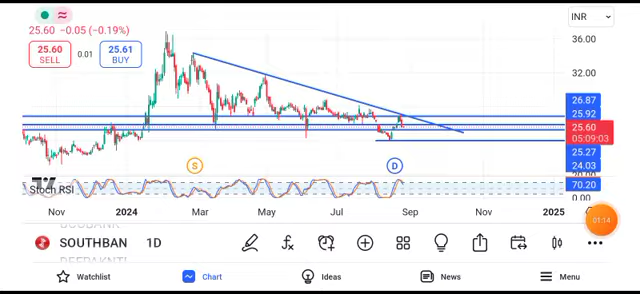 25.60 −0.05 (−0.19%)
INR
25.60
SELL
0.01
25.61
BUY
36.00
32.00
26.87
25.92
25.60
05:09:03
25.27
24.03
70.20
0.00
S
D
Stoch RSI
Nov
2024
Mar
May
Jul
Sep
Nov
2025
01:14
SOUTHBAN
1D
Watchlist
Chart
Ideas
News
Menu